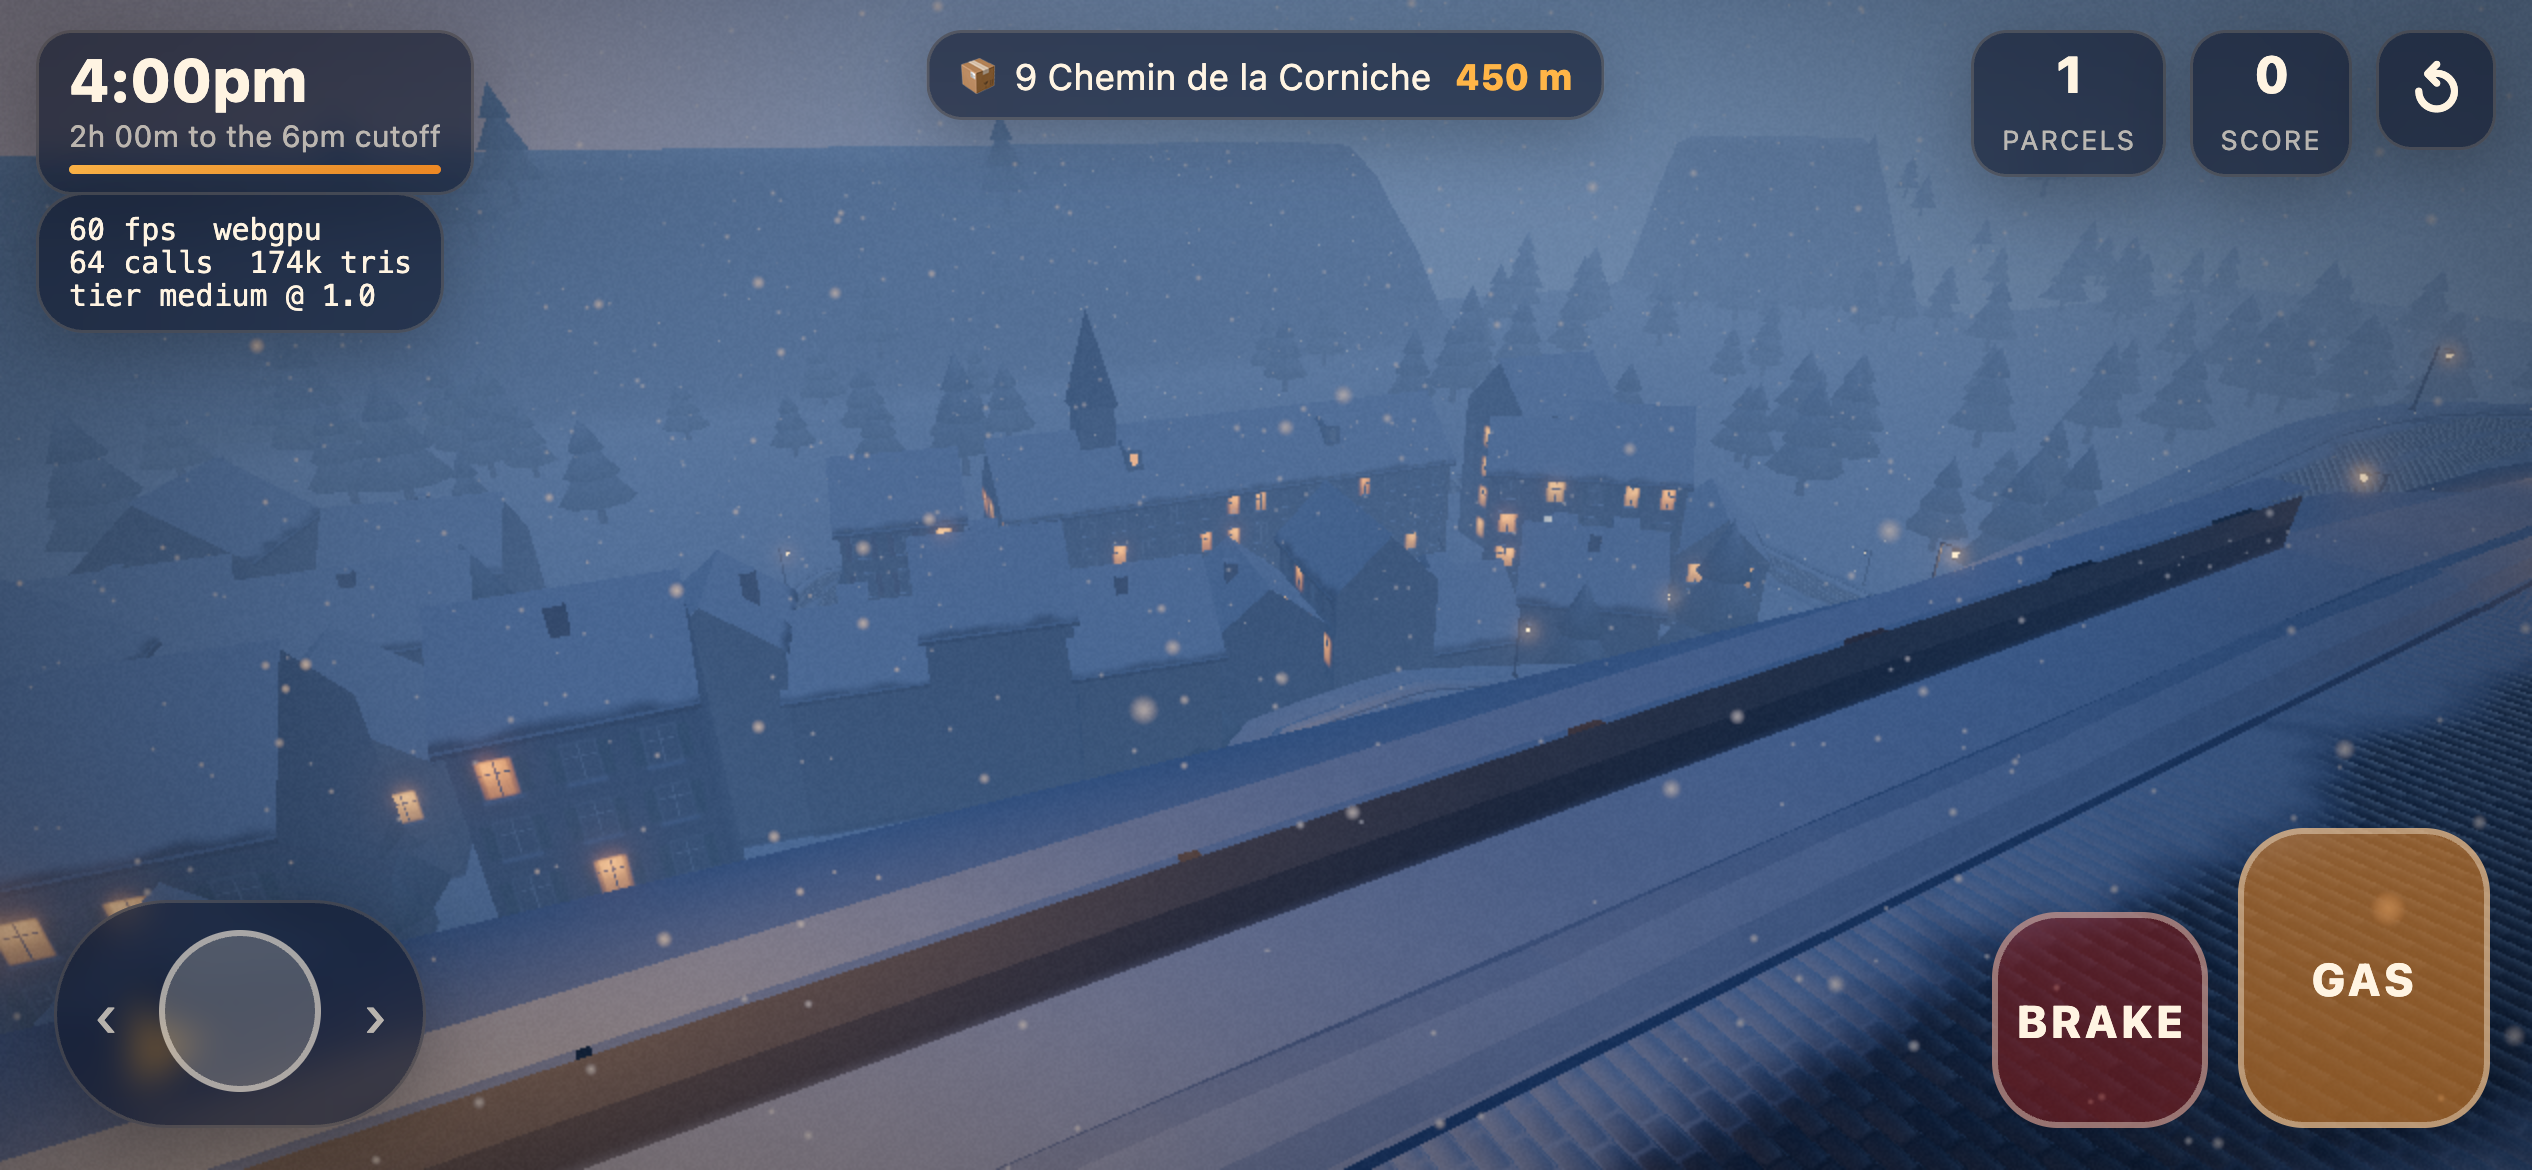 4:00pm
2h 00m to the 6pm cutoff
60 fps webgpu
64 calls 174k tris
tier medium @ 1.0
9 Chemin de la Corniche 450 m
1
PARCELS
0
SCORE
BRAKE
GAS